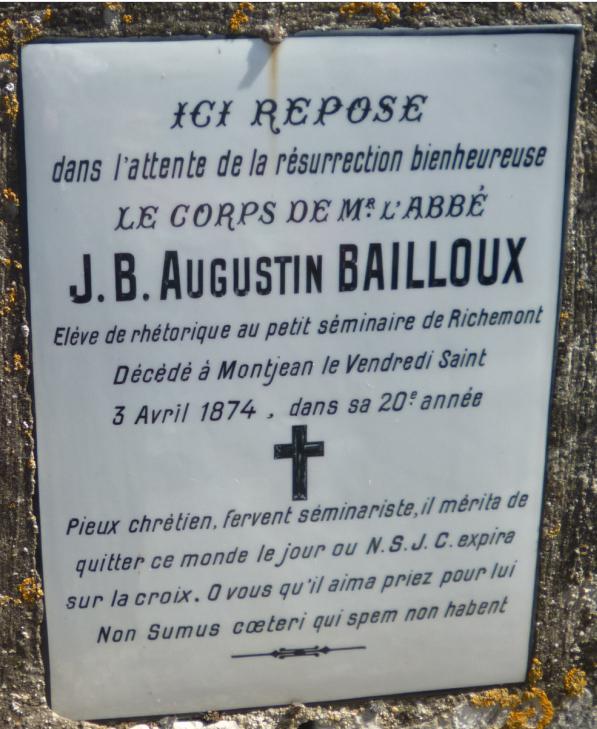 ICI REPOSE
dans l'attente de la résurrection bienheureuse
LE CORPS DE MR. L'ABBÉ
J. B. AUGUSTIN BAILLOUX
Elève de rhétorique au petit séminaire de Richemont
Décédé à Montjean le Vendredi Saint
3 Avril 1874, dans sa 20e année
Pieux chrétien, fervent séminariste, il mérita de
quitter ce monde le jour ou N.S.J.C. expira
sur la croix. O vous qu'il aima priez pour lui
Non Sumus cœteri qui spem non habent